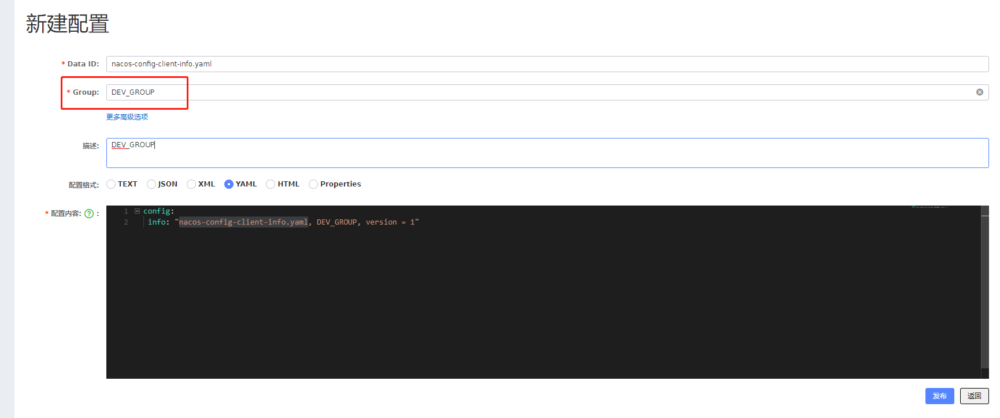 新建配置
* Data ID: nacos-config-client-info.yaml
* Group: DEV_GROUP
更多高级选项
描述: DEV_GROUP
配置格式: TEXT JSON XML YAML HTML Properties
* 配置内容: ? :
1 config:
2 info: "nacos-config-client-info.yaml, DEV_GROUP, version = 1"
发布 返回